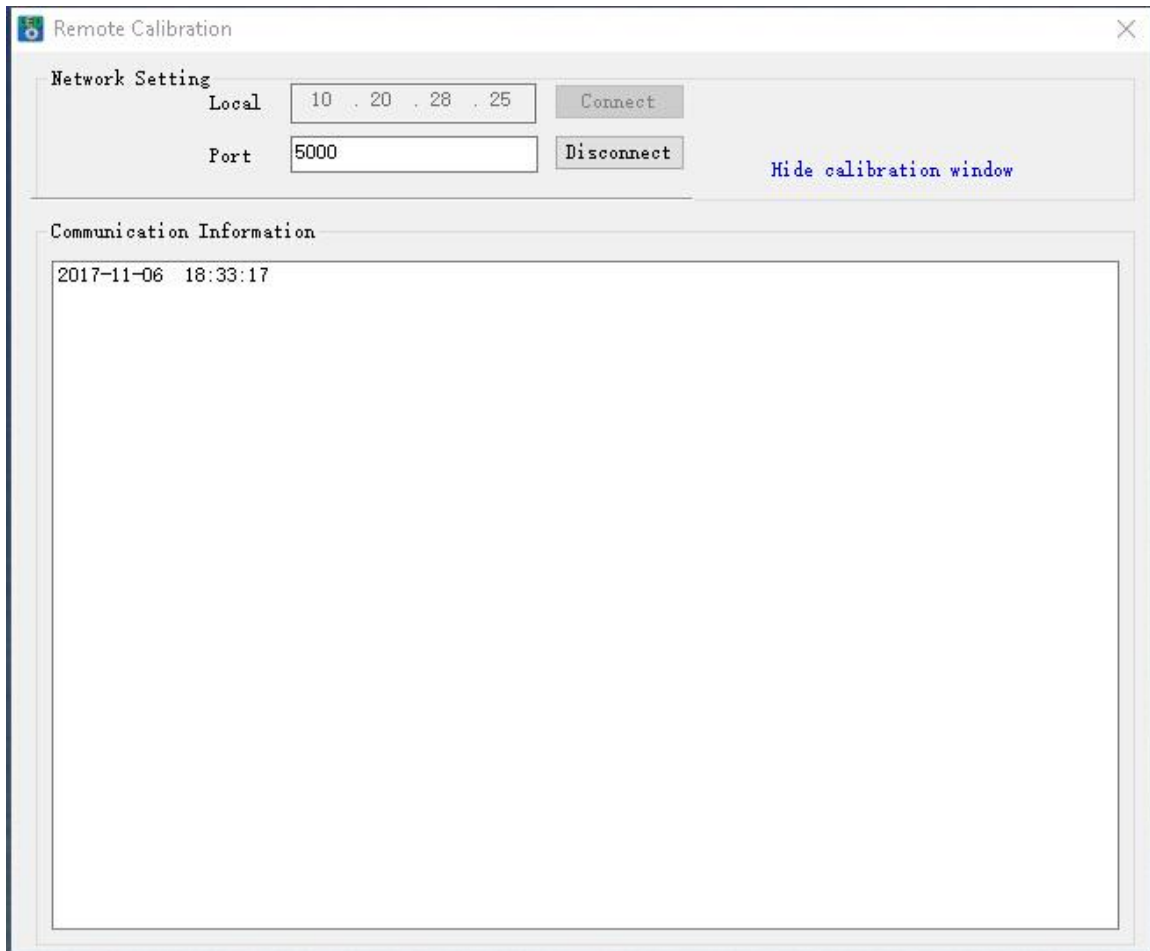 Remote Calibration
Network Setting
Local 10 . 20 . 28 . 25 Connect
Port 5000 Disconnect
Hide calibration window
Communication Information
2017-11-06 18:33:17